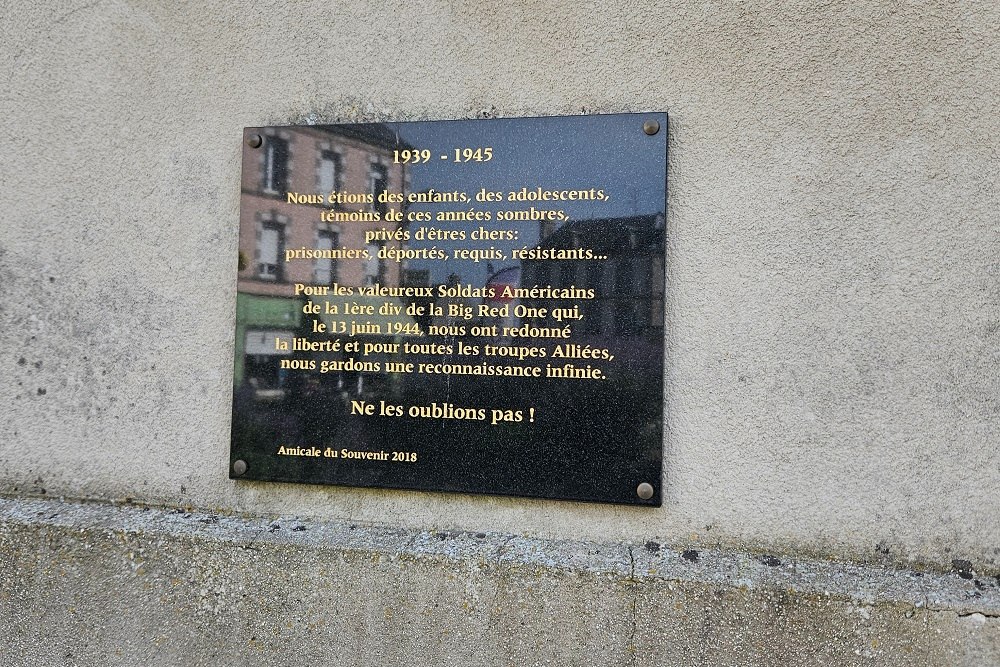 1939 - 1945
Nous étions des enfants, des adolescents,
témoins de ces années sombres,
privés d'êtres chers:
prisonniers, déportés, requis, résistants...
Pour les valeureux Soldats Américains
de la 1ère div de la Big Red One qui,
le 13 juin 1944, nous ont redonné
la liberté et pour toutes les troupes Alliées,
nous gardons une reconnaissance infinie.
Ne les oublions pas !
Amicale du Souvenir 2018